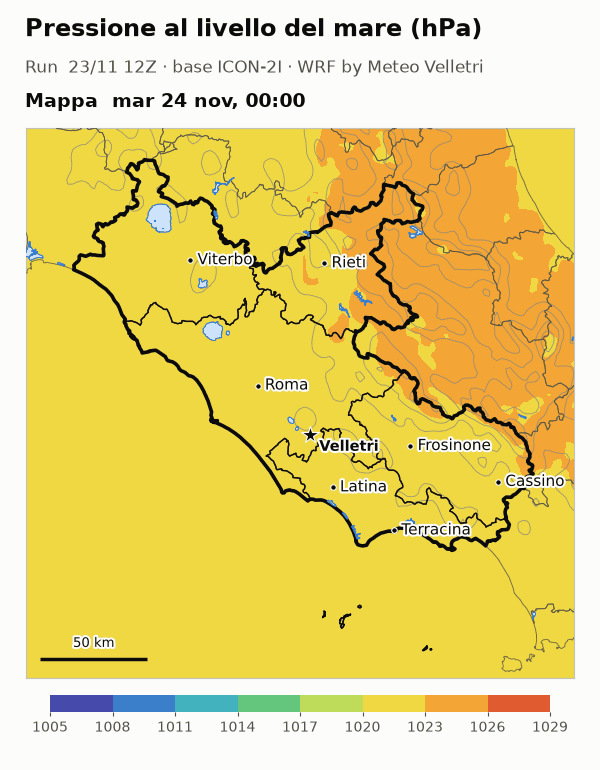 Pressione al livello del mare (hPa)
Run  23/11 12Z · base ICON-2I · WRF by Meteo Velletri
Mappa  mar 24 nov, 00:00
Viterbo
Rieti
Roma
Velletri
Frosinone
Latina
Cassino
Terracina
50 km
1005 1008 1011 1014 1017 1020 1023 1026 1029